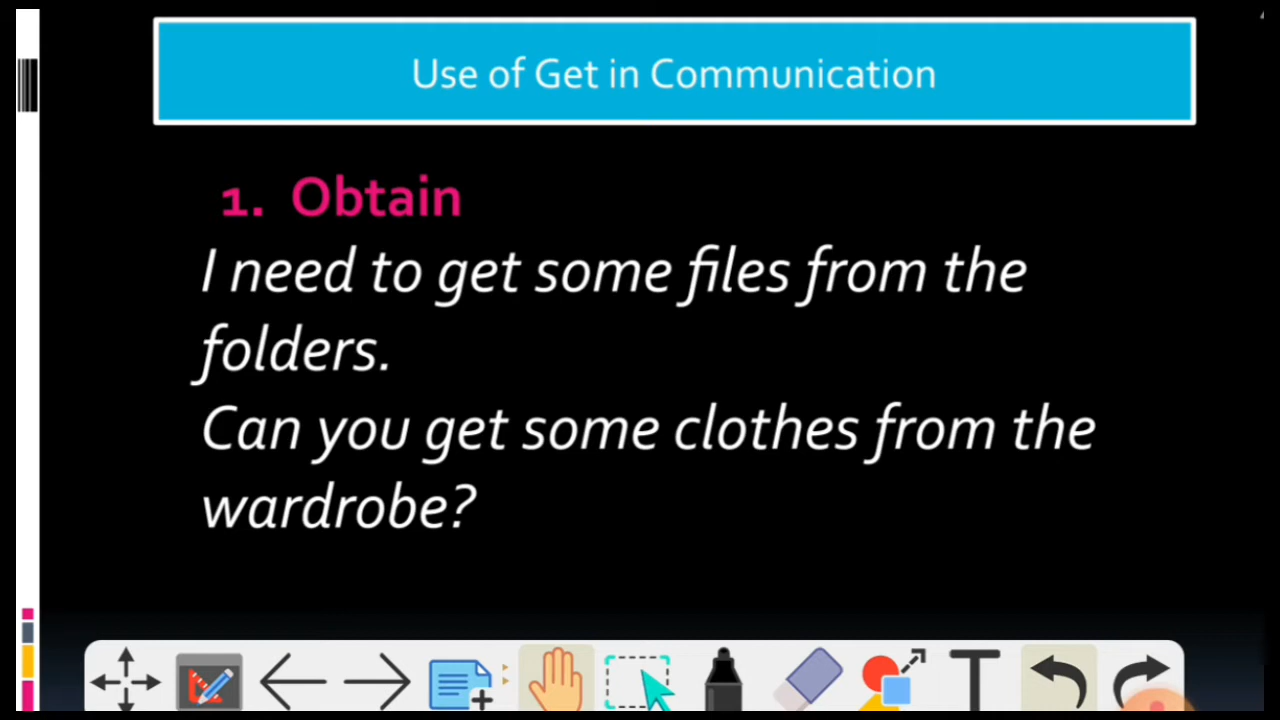 Use of Get in Communication
1. Obtain
I need to get some files from the
folders.
Can you get some clothes from the
wardrobe?
T